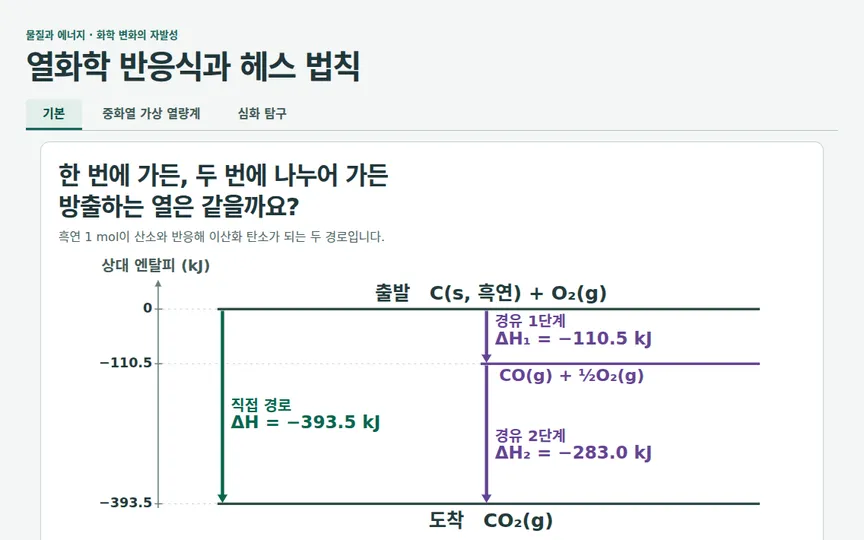 물질과 에너지 · 화학 변화의 자발성
열화학 반응식과 헤스 법칙
기본 중화열 가상 열량계 심화 탐구
한 번에 가든, 두 번에 나누어 가든
방출하는 열은 같을까요?
흑연 1 mol이 산소와 반응해 이산화 탄소가 되는 두 경로입니다.
상대 엔탈피 (kJ)
출발 C(s, 흑연) + O₂(g)
0
경유 1단계
ΔH₁ = −110.5 kJ
−110.5
CO(g) + ½O₂(g)
직접 경로
ΔH = −393.5 kJ
경유 2단계
ΔH₂ = −283.0 kJ
−393.5
도착 CO₂(g)